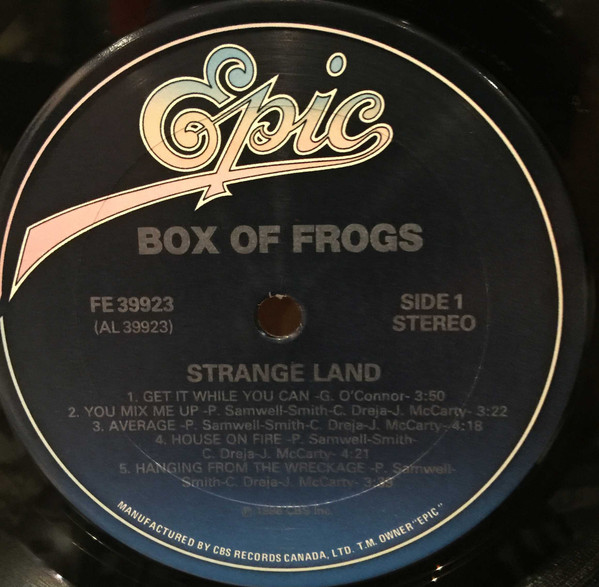 Epic
BOX OF FROGS
FE 39923
(AL 39923)
SIDE 1
STEREO
STRANGE LAND
1. GET IT WHILE YOU CAN -G. O'Connor- 3:50
2. YOU MIX ME UP -P. Samwell-Smith-C. Dreja-J. McCarty- 3:22
3. AVERAGE -P. Samwell-Smith-C. Dreja-J. McCarty- 4:18
4. HOUSE ON FIRE -P. Samwell-Smith-
C. Dreja-J. McCarty- 4:21
5. HANGING FROM THE WRECKAGE -P. Samwell-
Smith-C. Dreja-J. McCarty-
CBS Inc.
MANUFACTURED BY CBS RECORDS CANADA, LTD. T.M. OWNER "EPIC"